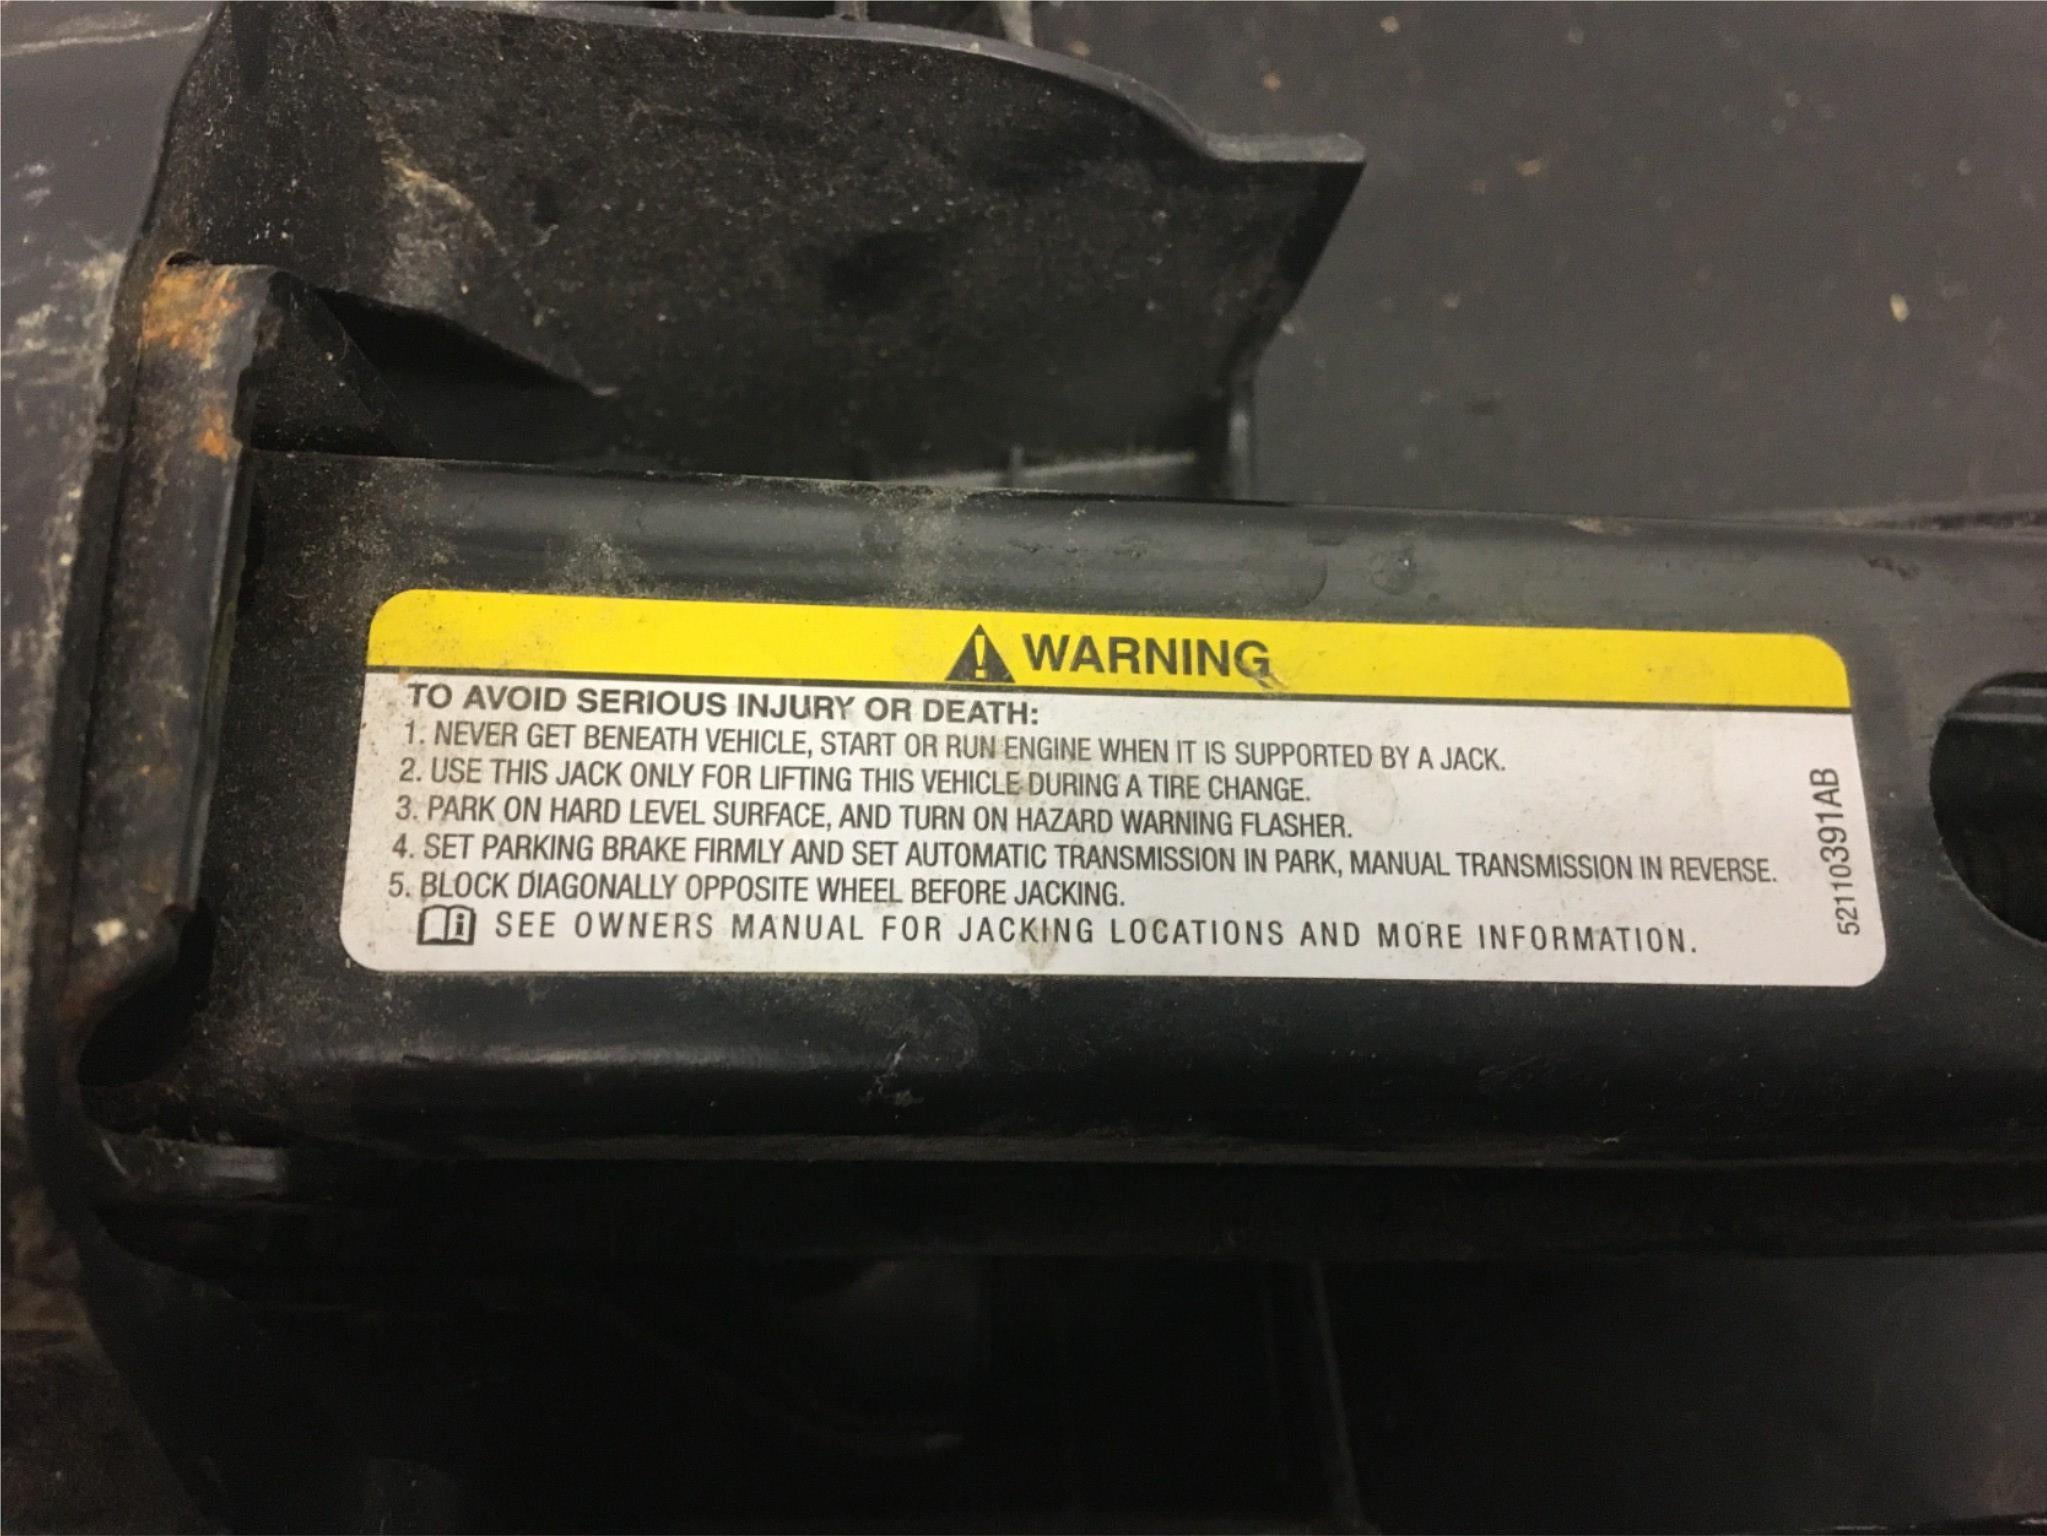 WARNING
TO AVOID SERIOUS INJURY OR DEATH:
1. NEVER GET BENEATH VEHICLE, START OR RUN ENGINE WHEN IT IS SUPPORTED BY A JACK.
2. USE THIS JACK ONLY FOR LIFTING THIS VEHICLE DURING A TIRE CHANGE.
3. PARK ON HARD LEVEL SURFACE, AND TURN ON HAZARD WARNING FLASHER.
4. SET PARKING BRAKE FIRMLY AND SET AUTOMATIC TRANSMISSION IN PARK, MANUAL TRANSMISSION IN REVERSE.
5. BLOCK DIAGONALLY OPPOSITE WHEEL BEFORE JACKING.
SEE OWNERS MANUAL FOR JACKING LOCATIONS AND MORE INFORMATION.
52110391AB